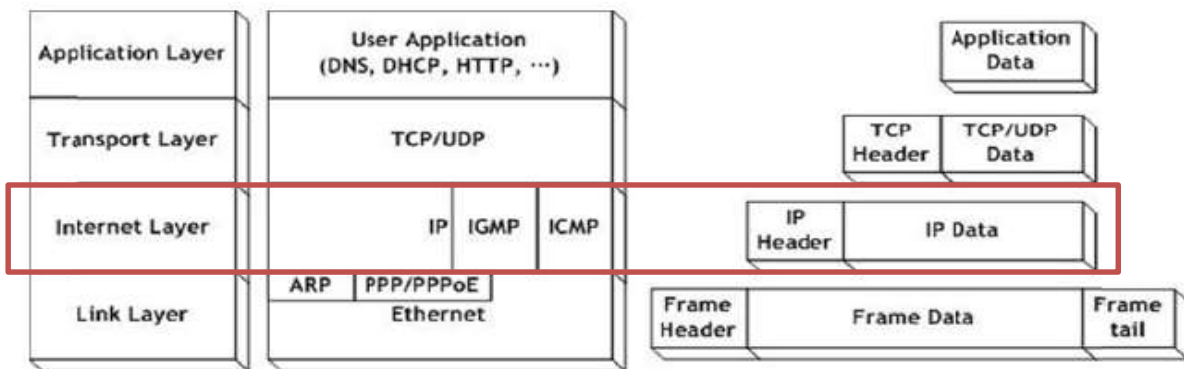 Application Layer
User Application
(DNS, DHCP, HTTP, ⋯)
Application
Data
Transport Layer
TCP/UDP
TCP
Header
TCP/UDP
Data
Internet Layer
IP
IGMP
ICMP
IP
Header
IP Data
ARP
PPP/PPPoE
Link Layer
Ethernet
Frame
Header
Frame Data
Frame
tail